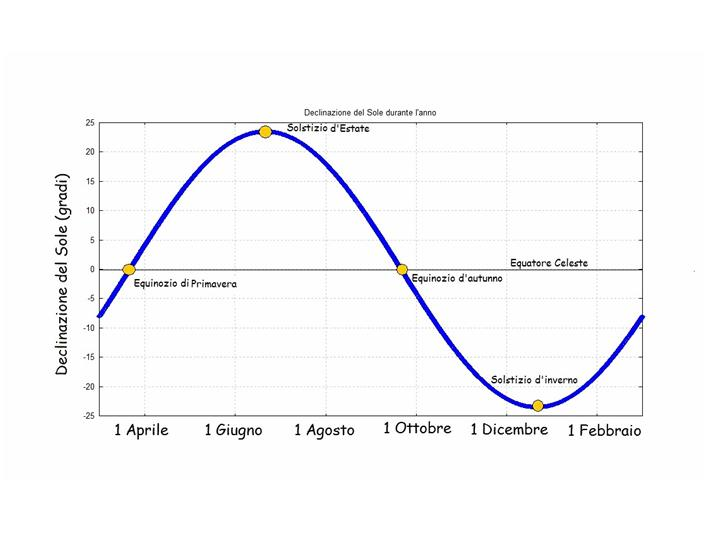 Declinazione del Sole durante l'anno
Declinazione del Sole (gradi)
25
Solstizio d'Estate
20
15
10
5
Equatore Celeste
0
Equinozio di Primavera
Equinozio d'autunno
-5
-10
-15
Solstizio d'inverno
-20
-25
1 Aprile 1 Giugno 1 Agosto 1 Ottobre 1 Dicembre 1 Febbraio